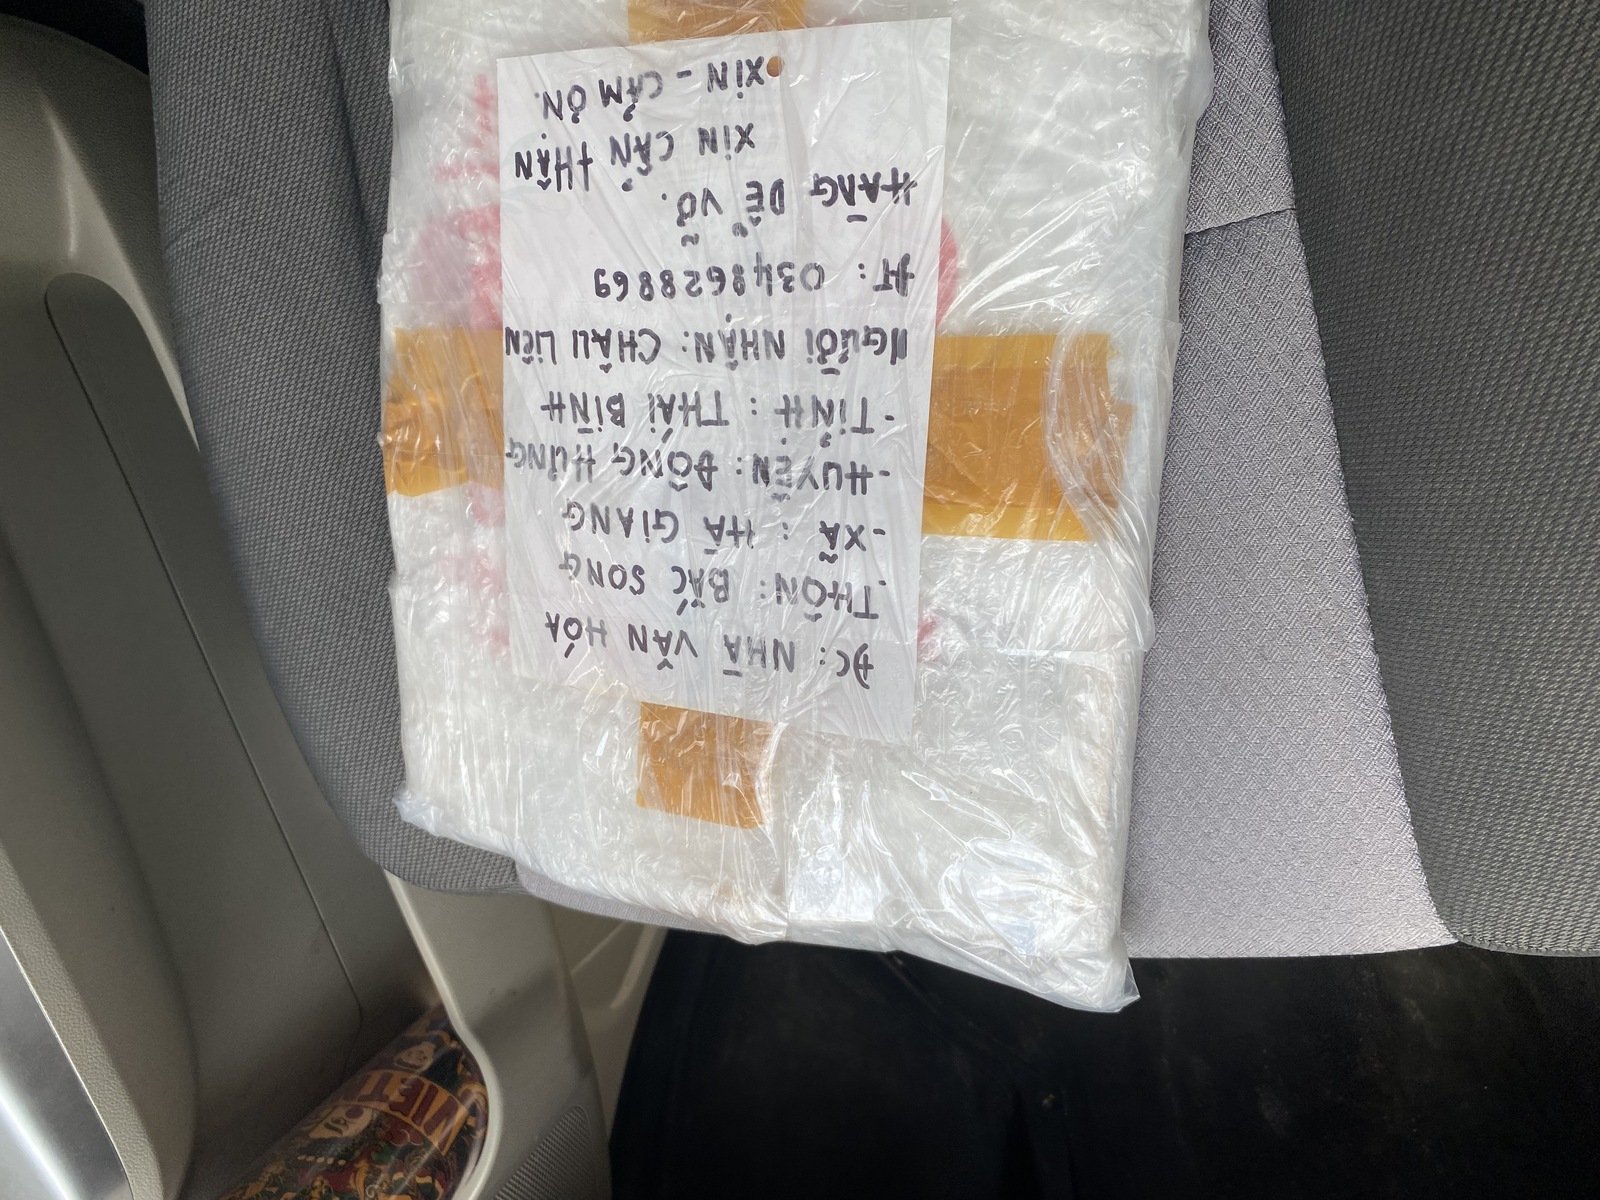 ĐC: NHÀ VĂN HÓA
THÔN: BẮC SONG
-XÃ: HÀ GIANG
-HUYỆN: ĐÔNG HƯNG
-TỈNH: THÁI BÌNH
NGƯỜI NHẬN: CHÂU LIÊN
ĐT: 0348628869
HÀNG DỄ VỠ.
XIN CẨN THẬN
XIN - CẢM ƠN.
VIETN